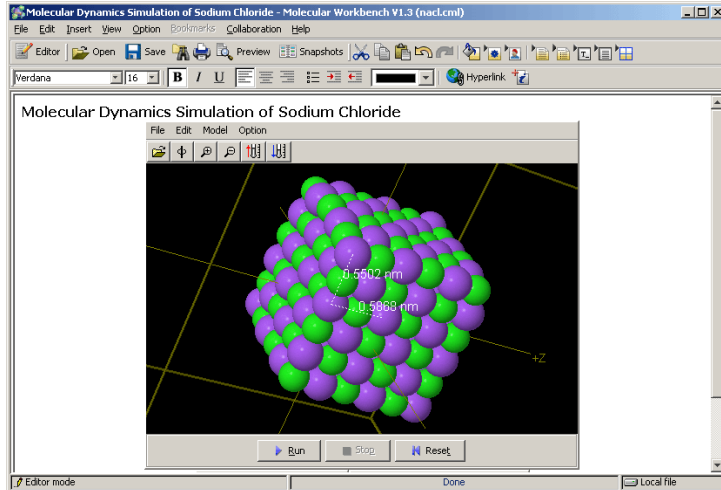 Molecular Dynamics Simulation of Sodium Chloride - Molecular Workbench V1.3 (nacl.cml)
File Edit Insert View Option Bookmarks Collaboration Help
Editor Open Save Preview Snapshots
Verdana 16 B I U Hyperlink
Molecular Dynamics Simulation of Sodium Chloride
File Edit Model Option
0.5502 nm
0.5868 nm
+Z
Run Stop Reset
Editor mode Done Local file